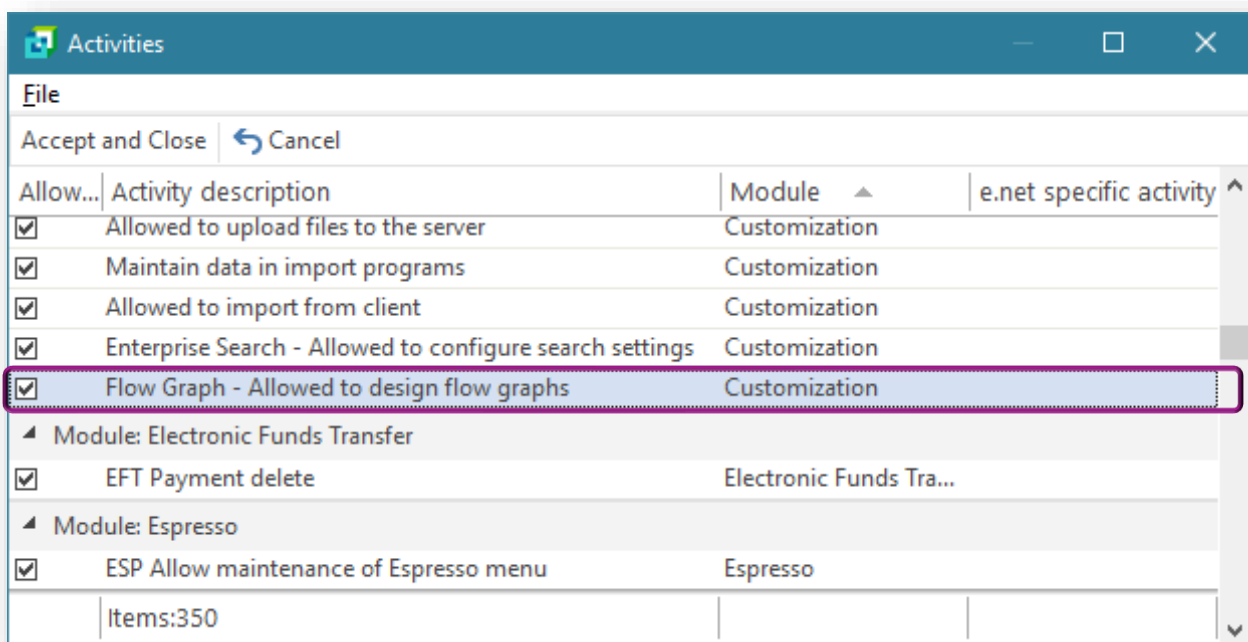 Activities
File
Accept and Close Cancel
Allow... Activity description Module e.net specific activity
Allowed to upload files to the server Customization
Maintain data in import programs Customization
Allowed to import from client Customization
Enterprise Search - Allowed to configure search settings Customization
Flow Graph - Allowed to design flow graphs Customization
Module: Electronic Funds Transfer
EFT Payment delete Electronic Funds Tra...
Module: Espresso
ESP Allow maintenance of Espresso menu Espresso
Items:350